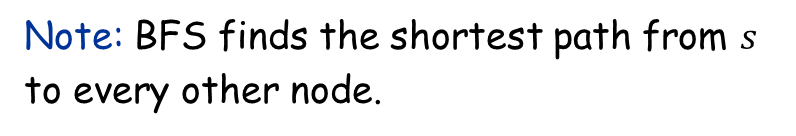 Note: BFS finds the shortest path from s
to every other node.